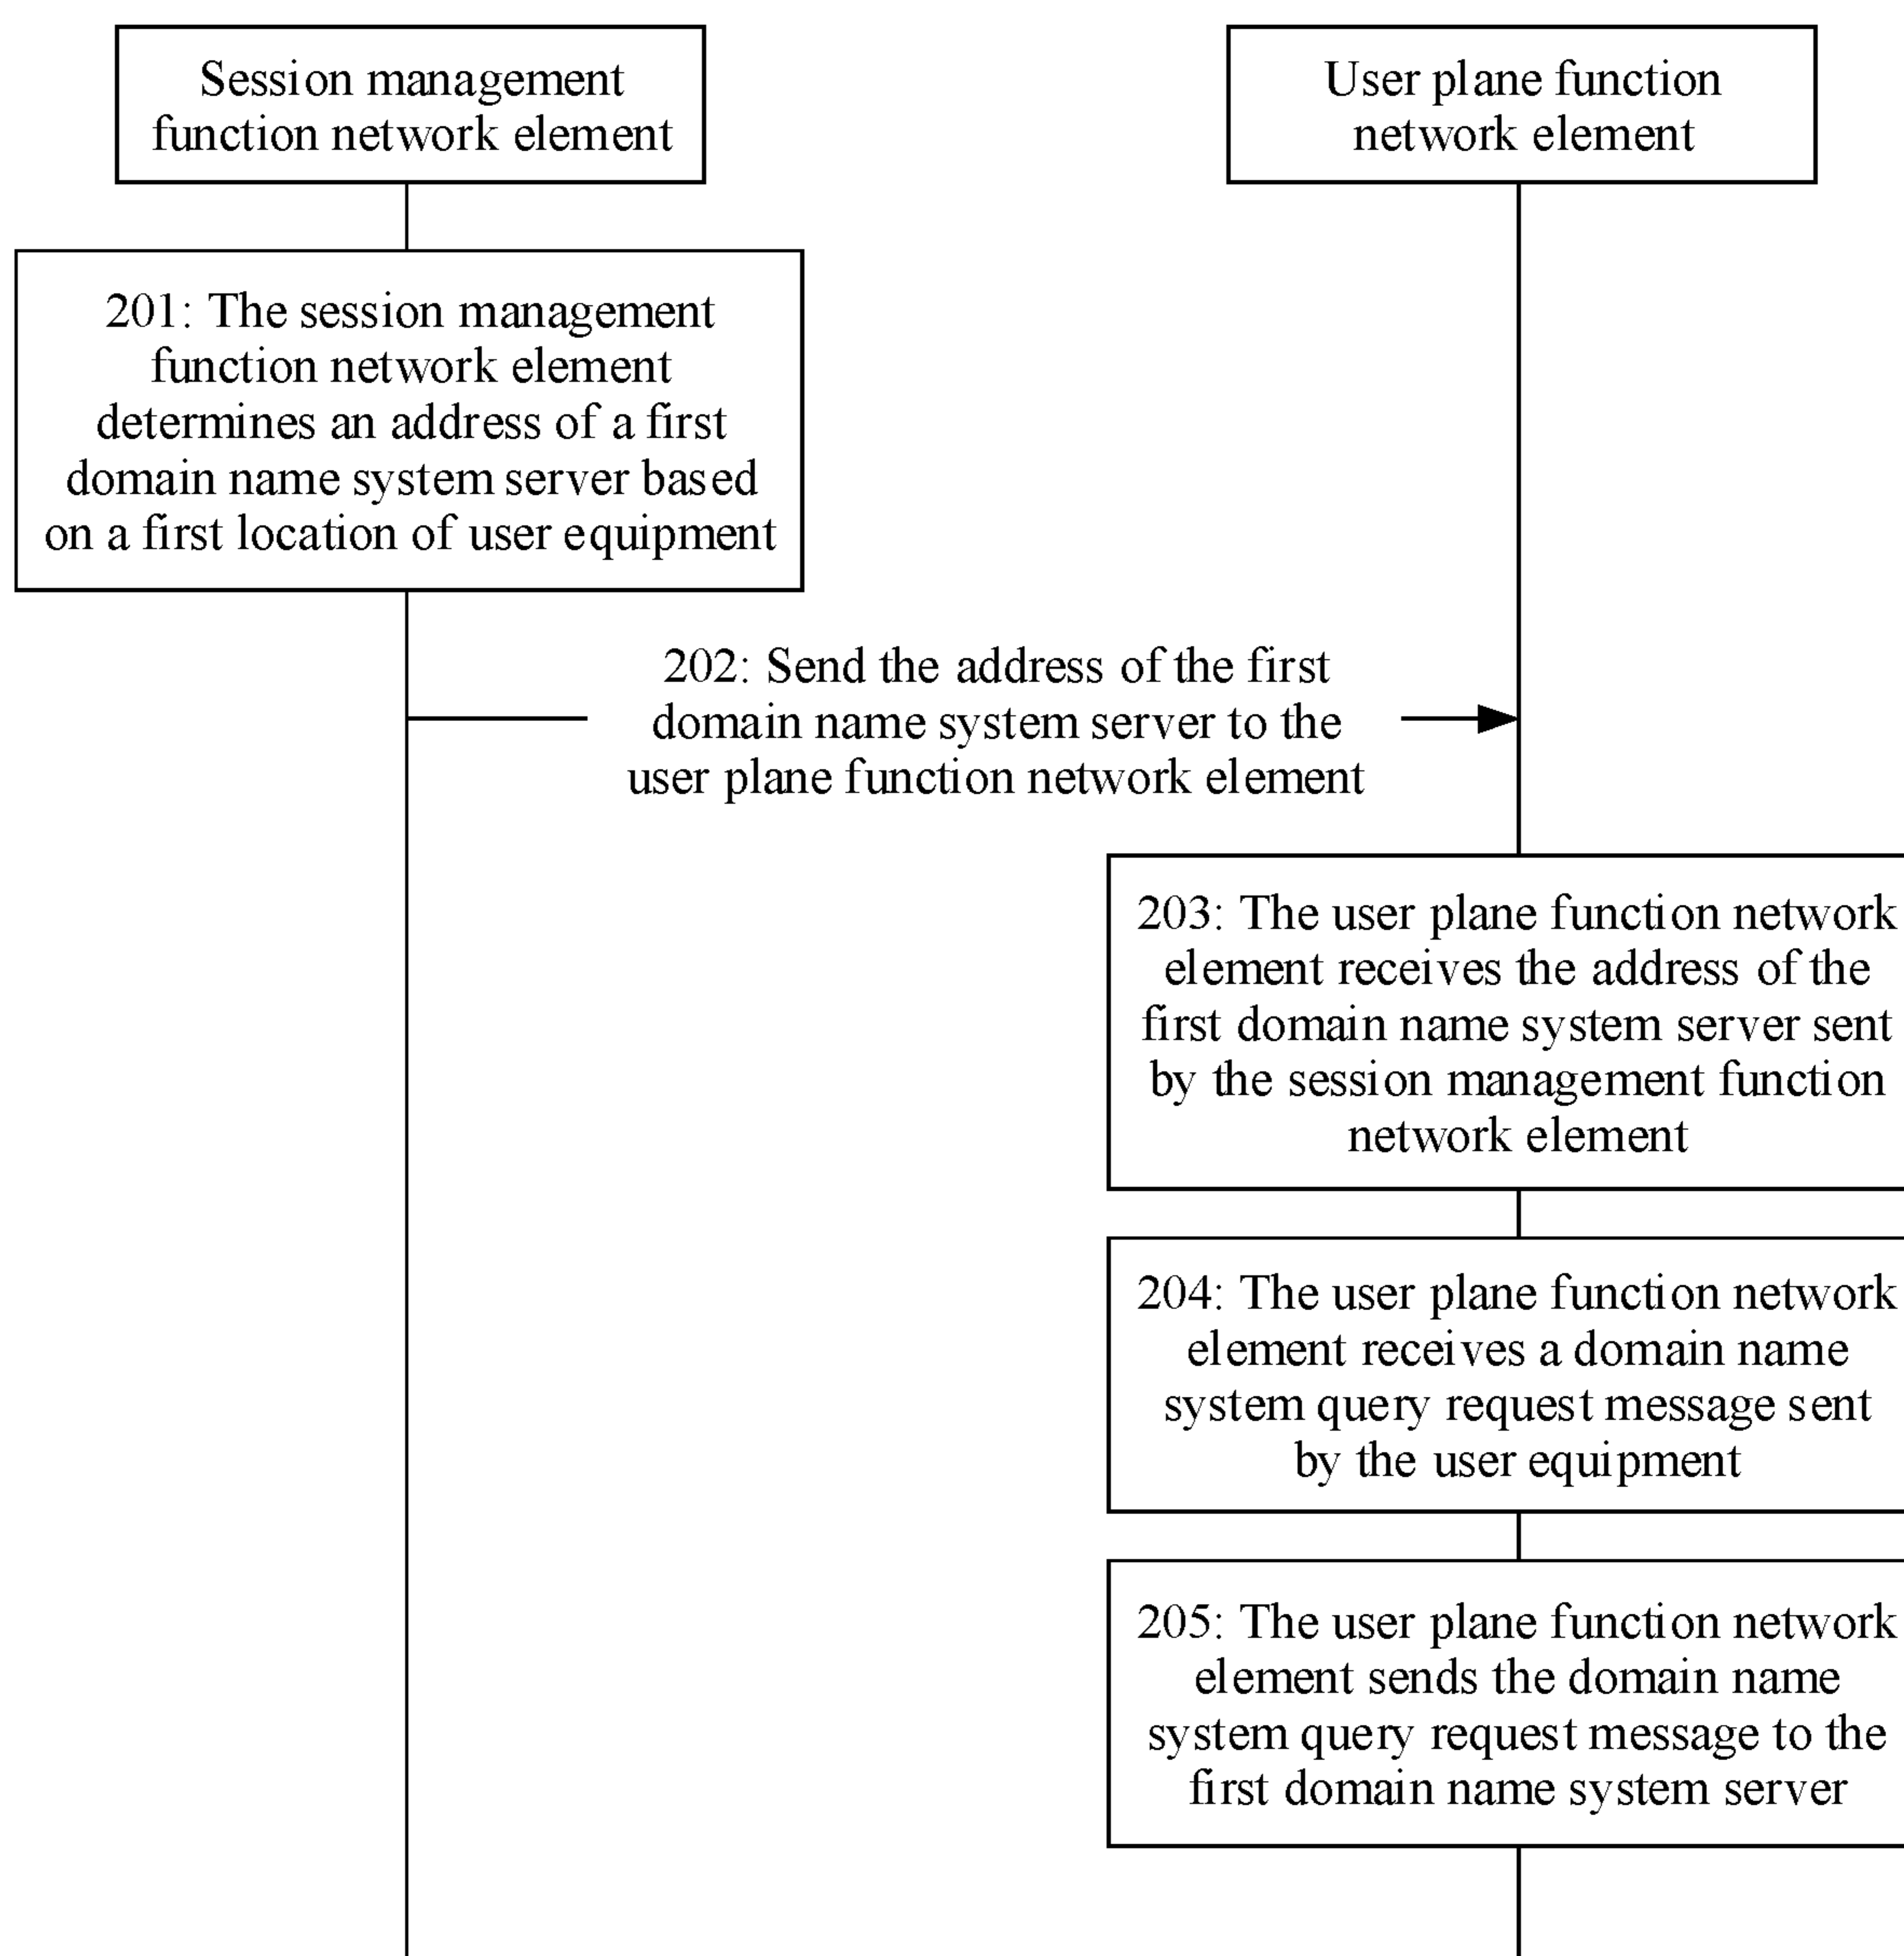 Session management
function network element
User plane function
network element
201: The session management
function network element
determines an address of a first
domain name system server based
on a first location of user equipment
202: Send the address of the first
domain name system server to the
user plane function network element
203: The user plane function network
element receives the address of the
first domain name system server sent
by the session management function
network element
204: The user plane function network
element receives a domain name
system query request message sent
by the user equipment
205: The user plane function network
element sends the domain name
system query request message to the
first domain name system server